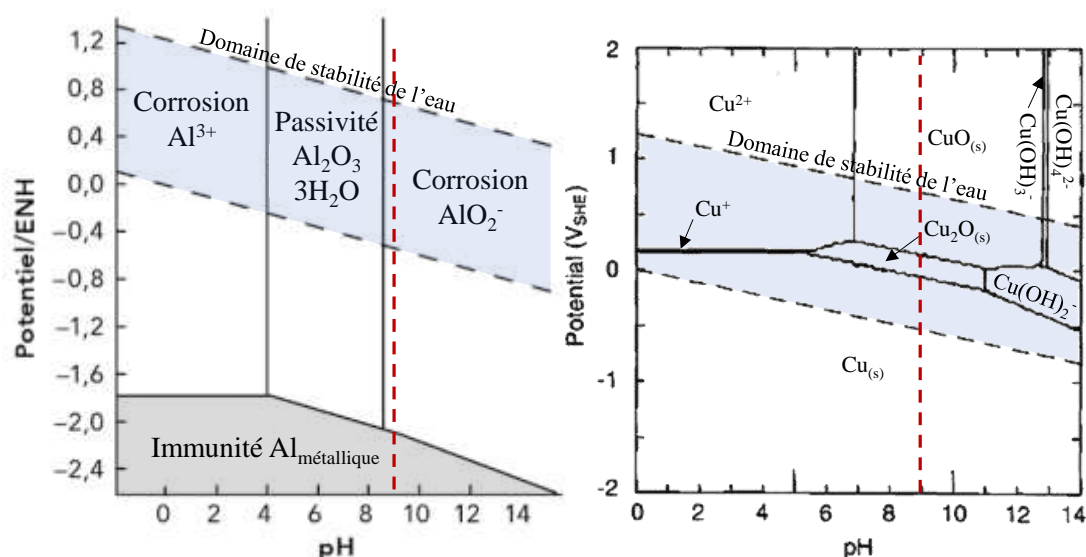 Potentiel/ENH
1,2
0,8
0,4
0,0
−0,4
−0,8
−1,2
−1,6
−2,0
−2,4
Domaine de stabilité de l’eau
Corrosion
Al³⁺
Passivité
Al₂O₃
3H₂O
Corrosion
AlO₂⁻
Immunité Al métallique
0 2 4 6 8 10 12 14
pH
Potential (V_SHE)
2
1
0
-1
-2
Cu²⁺
CuO₍s₎
Cu(OH)₃⁻
Cu(OH)₄²⁻
Domaine de stabilité de l’eau
Cu⁺
Cu₂O₍s₎
Cu(OH)₂⁻
Cu₍s₎
0 2 4 6 8 10 12 14
pH